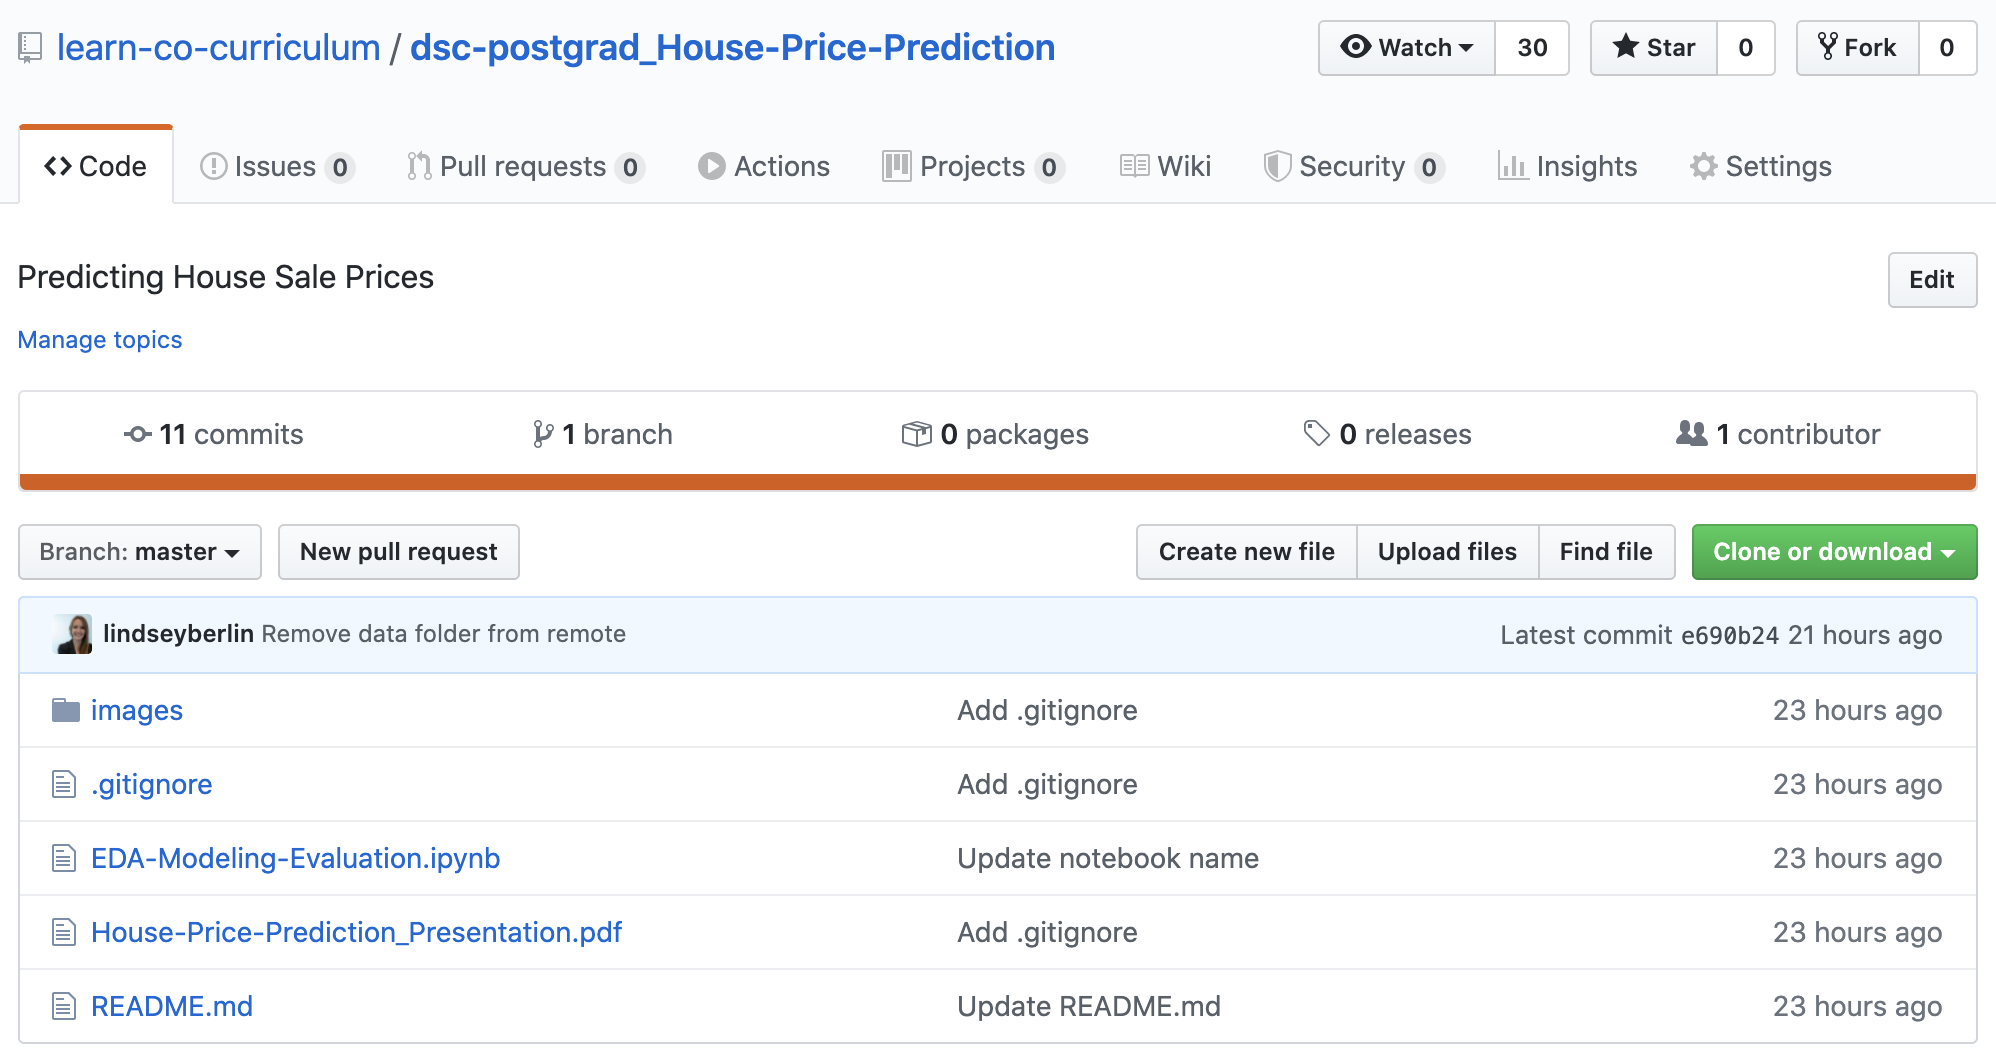 learn-co-curriculum / dsc-postgrad_House-Price-Prediction Watch 30 Star 0 Fork 0
Code Issues 0 Pull requests 0 Actions Projects 0 Wiki Security 0 Insights Settings
Predicting House Sale Prices Edit
Manage topics
11 commits 1 branch 0 packages 0 releases 1 contributor
Branch: master New pull request Create new file Upload files Find file Clone or download
lindseyberlin Remove data folder from remote Latest commit e690b24 21 hours ago
images Add .gitignore 23 hours ago
.gitignore Add .gitignore 23 hours ago
EDA-Modeling-Evaluation.ipynb Update notebook name 23 hours ago
House-Price-Prediction_Presentation.pdf Add .gitignore 23 hours ago
README.md Update README.md 23 hours ago